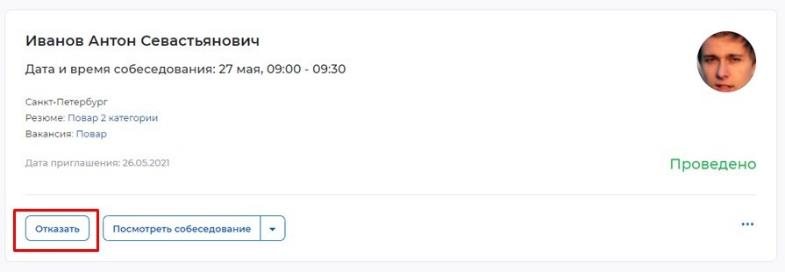 Иванов Антон Севастьянович
Дата и время собеседования: 27 мая, 09:00 - 09:30
Санкт-Петербург
Резюме: Повар 2 категории
Вакансия: Повар
Дата приглашения: 26.05.2021
Проведено
Отказать
Посмотреть собеседование